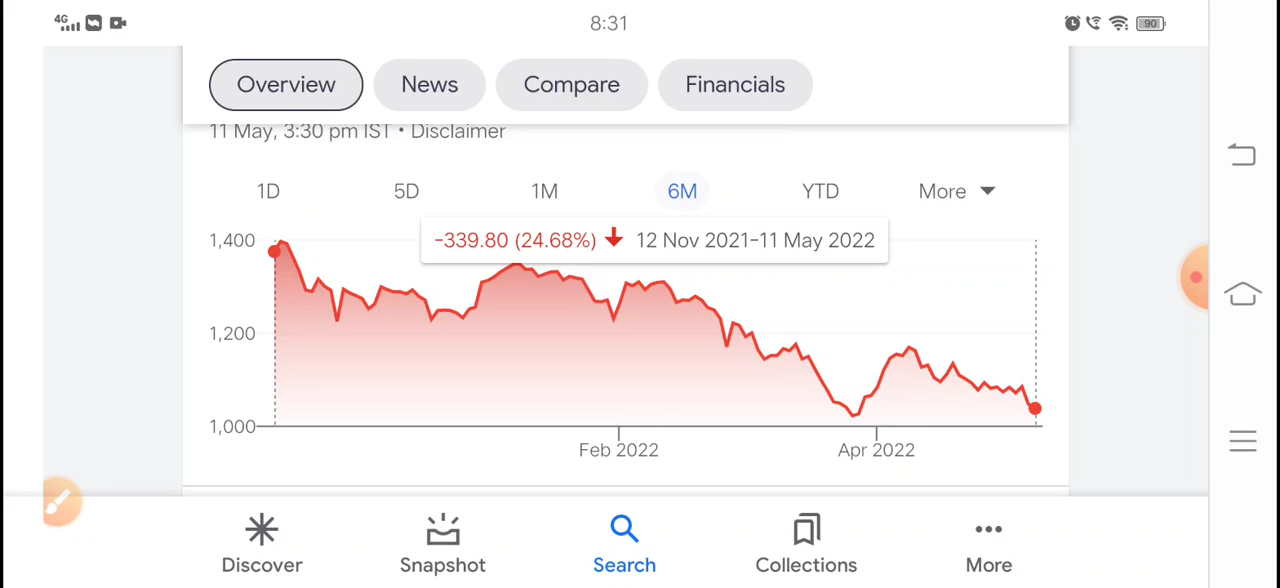 4G 8:31 90
Overview News Compare Financials
11 May, 3:30 pm IST • Disclaimer
1D 5D 1M 6M YTD More
-339.80 (24.68%) 12 Nov 2021-11 May 2022
1,400
1,200
1,000
Feb 2022 Apr 2022
Discover Snapshot Search Collections More